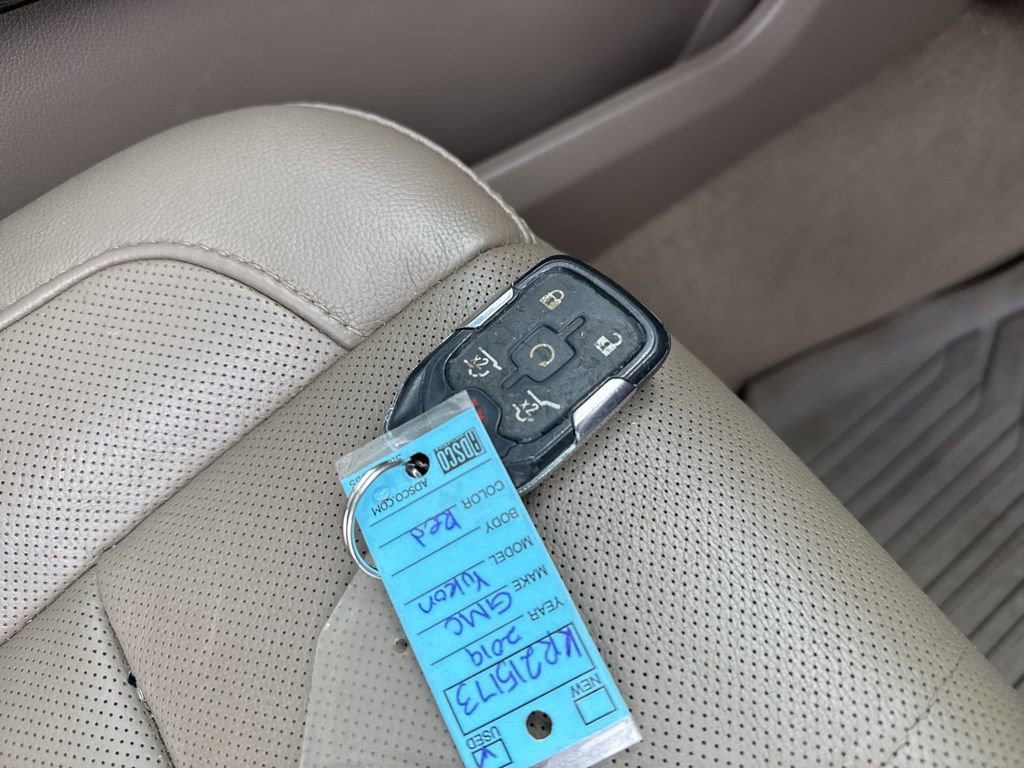 NEW
USED
KR215173
YEAR 2019
MAKE GMC
MODEL Yukon
BODY
COLOR Red
ADSCO.COM
ADSCO